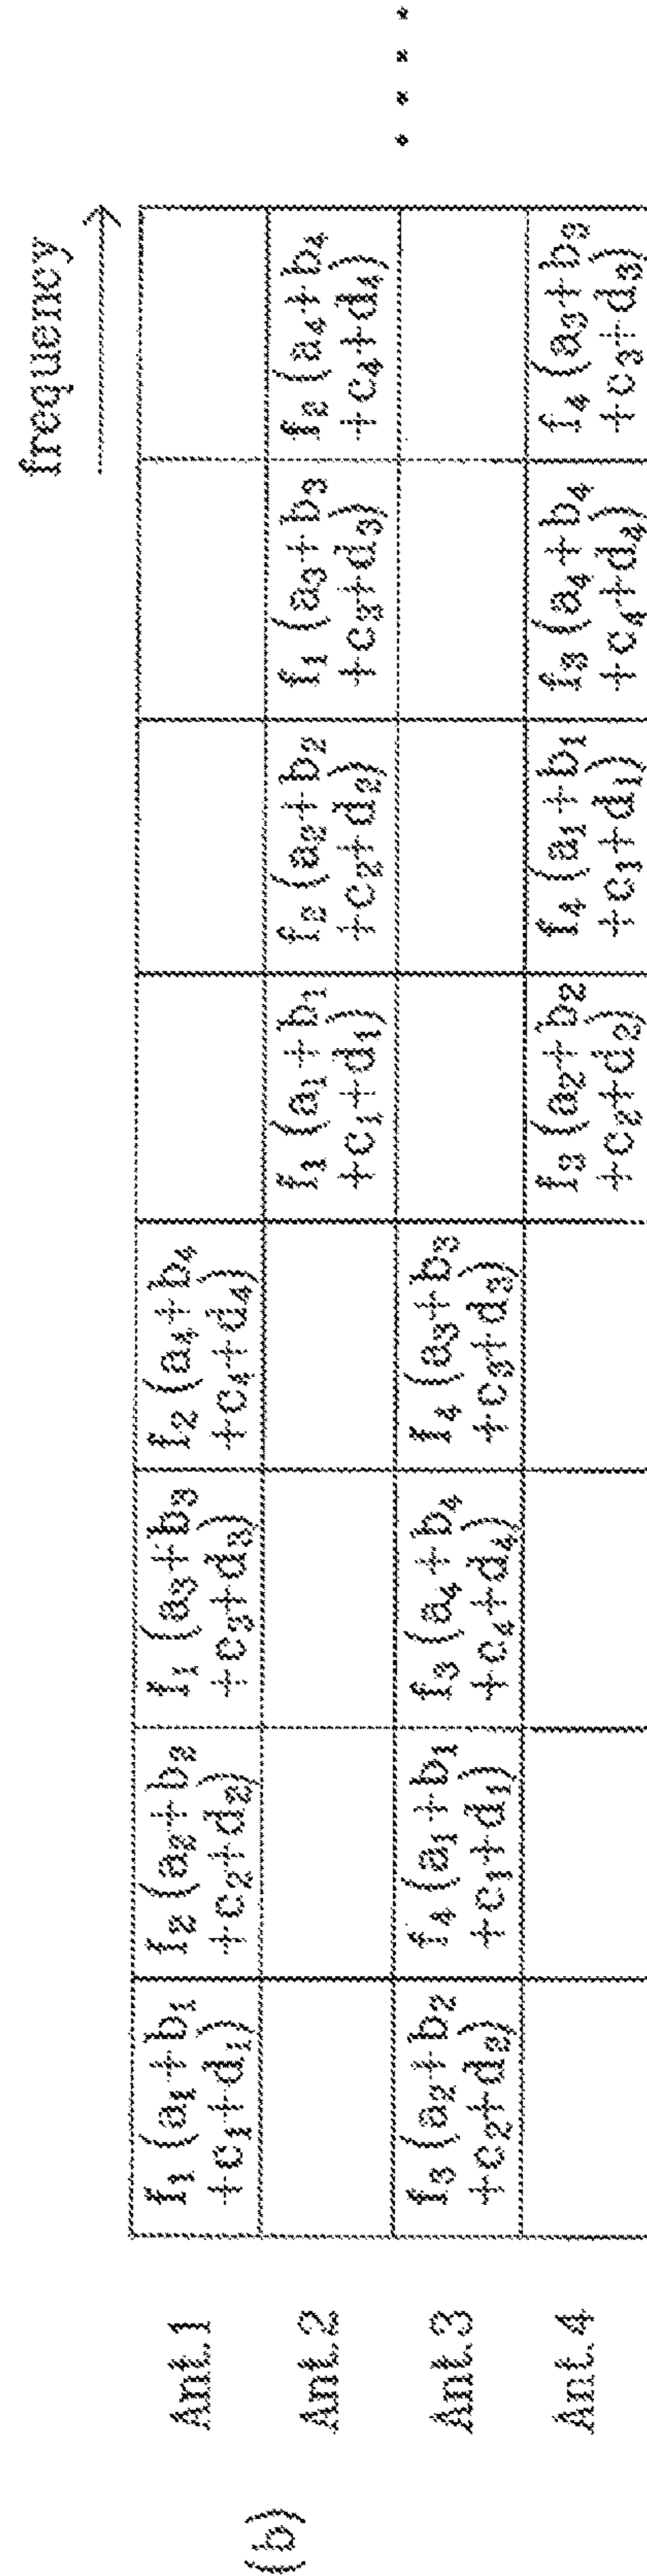 frequency
(b)
Ant.1
f₁ (a₁+b₁
+c₁+d₁)
f₂ (a₂+b₂
+c₂+d₂)
f₁ (a₃+b₃
+c₃+d₃)
f₂ (a₄+b₄
+c₄+d₄)
Ant.2
f₁ (a₁+b₁
+c₁+d₁)
f₂ (a₂+b₂
+c₂+d₂)
f₁ (a₃+b₃
+c₃+d₃)
f₂ (a₄+b₄
+c₄+d₄)
Ant.3
f₃ (a₂+b₂
+c₂+d₂)
f₄ (a₁+b₁
+c₁+d₁)
f₃ (a₄+b₄
+c₄+d₄)
f₄ (a₃+b₃
+c₃+d₃)
Ant.4
f₃ (a₂+b₂
+c₂+d₂)
f₄ (a₁+b₁
+c₁+d₁)
f₃ (a₄+b₄
+c₄+d₄)
f₄ (a₃+b₃
+c₃+d₃)